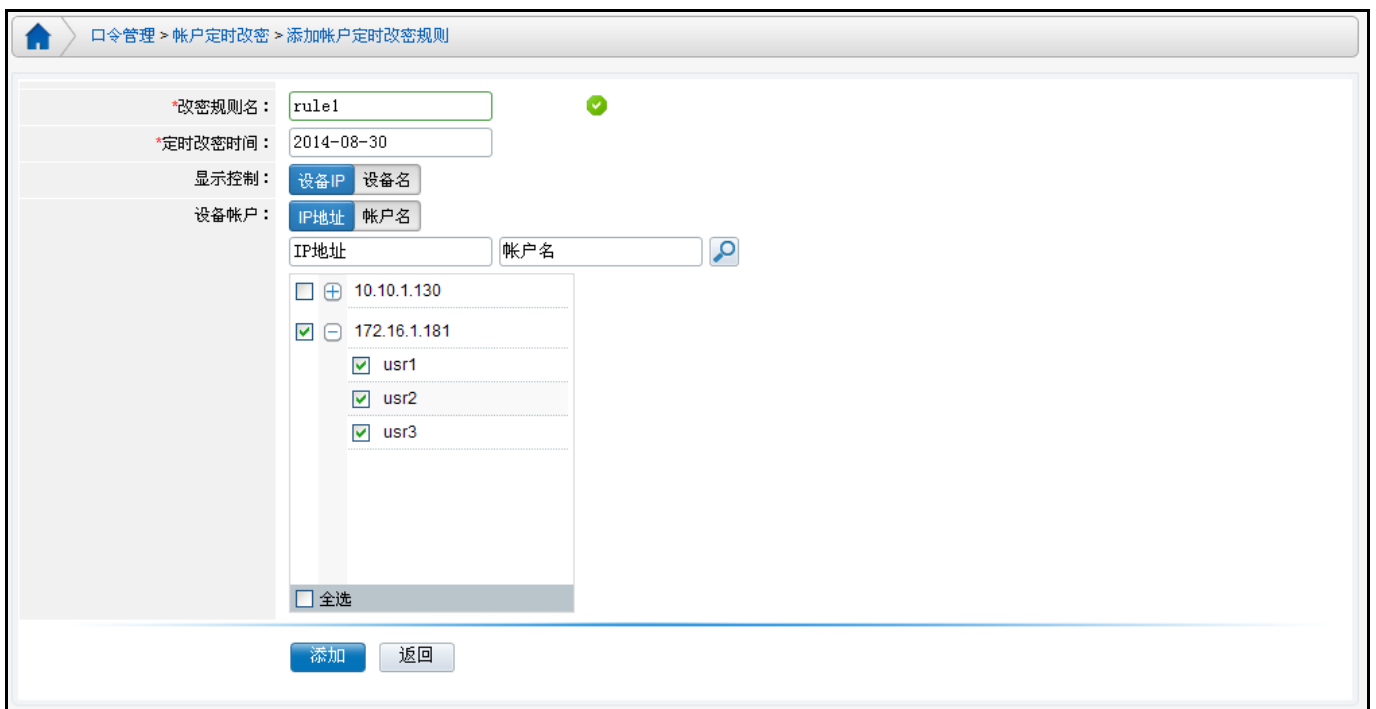 口令管理 > 帐户定时改密 > 添加帐户定时改密规则
*改密规则名： rule1
*定时改密时间： 2014-08-30
显示控制： 设备IP 设备名
设备帐户： IP地址 帐户名
IP地址 帐户名
10.10.1.130
172.16.1.181
usr1
usr2
usr3
全选
添加 返回